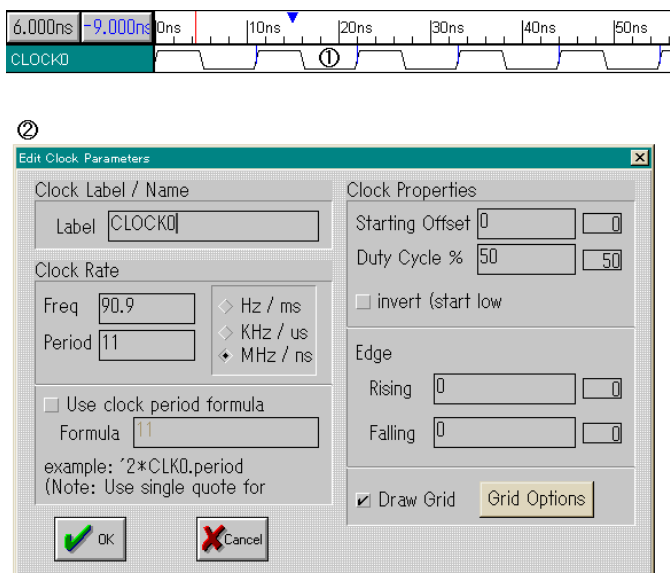 6.000ns -9.000ns 0ns 10ns 20ns 30ns 40ns 50ns
CLOCK0 ①
②
Edit Clock Parameters
Clock Label / Name
Label CLOCK0
Clock Rate
Freq 90.9 Hz / ms
KHz / us
Period 11 MHz / ns
Use clock period formula
Formula 11
example: ´2*CLK0.period
(Note: Use single quote for
OK Cancel
Clock Properties
Starting Offset 0 0
Duty Cycle % 50 50
invert (start low
Edge
Rising 0 0
Falling 0 0
Draw Grid Grid Options